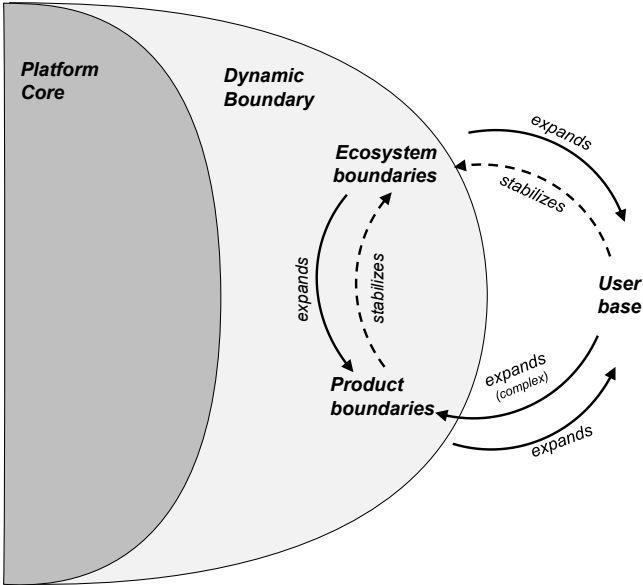 Platform
Core
Dynamic
Boundary
Ecosystem
boundaries
expands
stabilizes
expands
stabilizes
User
base
Product
boundaries
expands
(complex)
expands